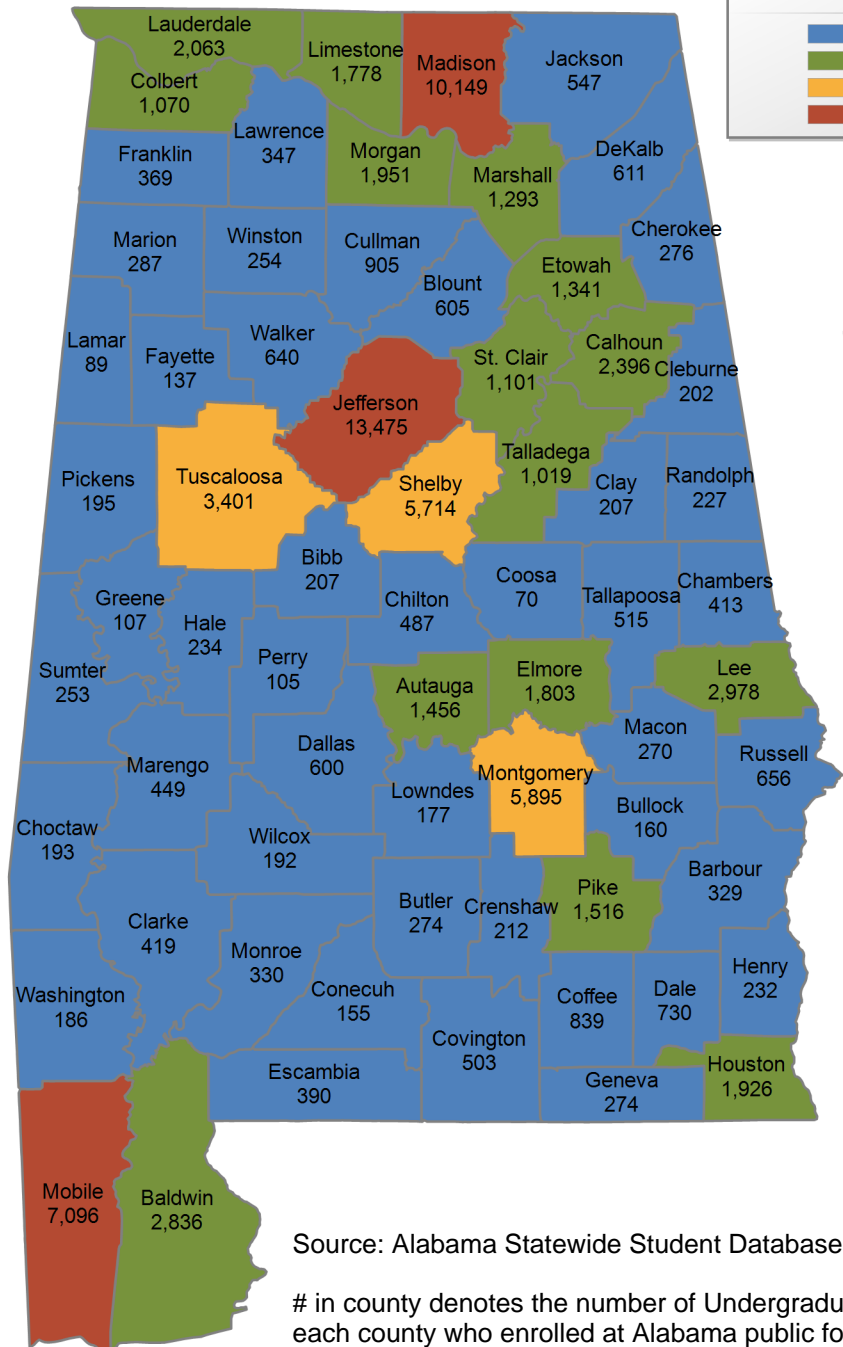 Lauderdale
2,063
Limestone
1,778
Madison
10,149
Jackson
547
Colbert
1,070
Lawrence
347
Franklin
369
Morgan
1,951
Marshall
1,293
DeKalb
611
Marion
287
Winston
254
Cullman
905
Blount
605
Etowah
1,341
Cherokee
276
Lamar
89
Fayette
137
Walker
640
St. Clair
1,101
Calhoun
2,396
Cleburne
202
Jefferson
13,475
Pickens
195
Tuscaloosa
3,401
Shelby
5,714
Talladega
1,019
Clay
207
Randolph
227
Bibb
207
Greene
107
Hale
234
Chilton
487
Coosa
70
Tallapoosa
515
Chambers
413
Sumter
253
Perry
105
Autauga
1,456
Elmore
1,803
Lee
2,978
Marengo
449
Dallas
600
Lowndes
177
Montgomery
5,895
Macon
270
Russell
656
Bullock
160
Choctaw
193
Wilcox
192
Butler
274
Crenshaw
212
Pike
1,516
Barbour
329
Clarke
419
Monroe
330
Conecuh
155
Washington
186
Covington
503
Coffee
839
Dale
730
Henry
232
Escambia
390
Geneva
274
Houston
1,926
Mobile
7,096
Baldwin
2,836
Source: Alabama Statewide Student Database
# in county denotes the number of Undergradu
each county who enrolled at Alabama public fo